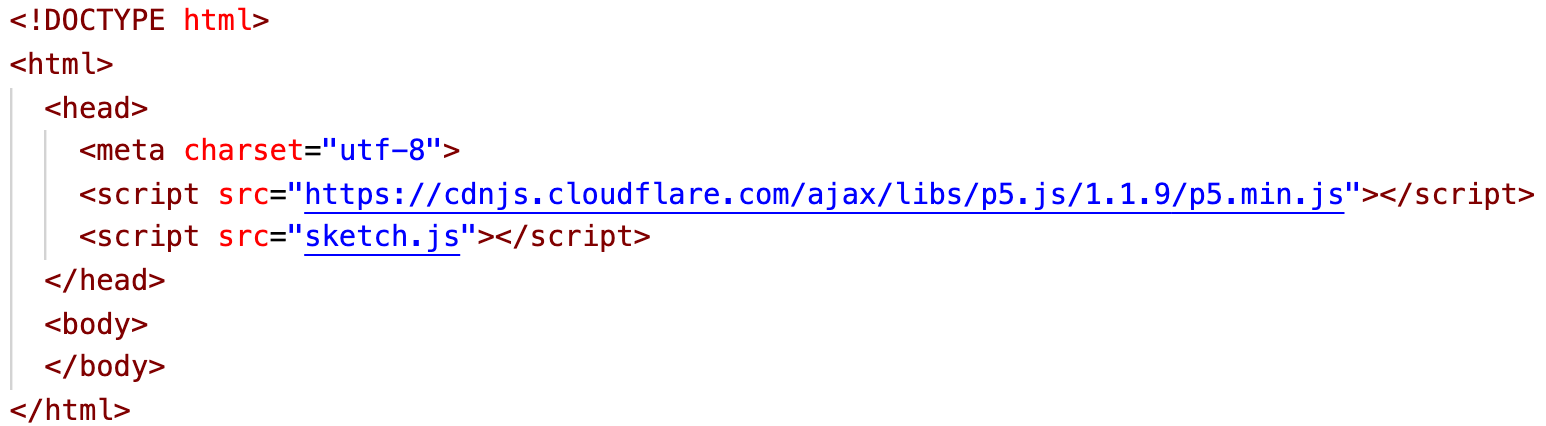 <!DOCTYPE html>
<html>
  <head>
    <meta charset="utf-8">
    <script src="https://cdnjs.cloudflare.com/ajax/libs/p5.js/1.1.9/p5.min.js"></script>
    <script src="sketch.js"></script>
  </head>
  <body>
  </body>
</html>